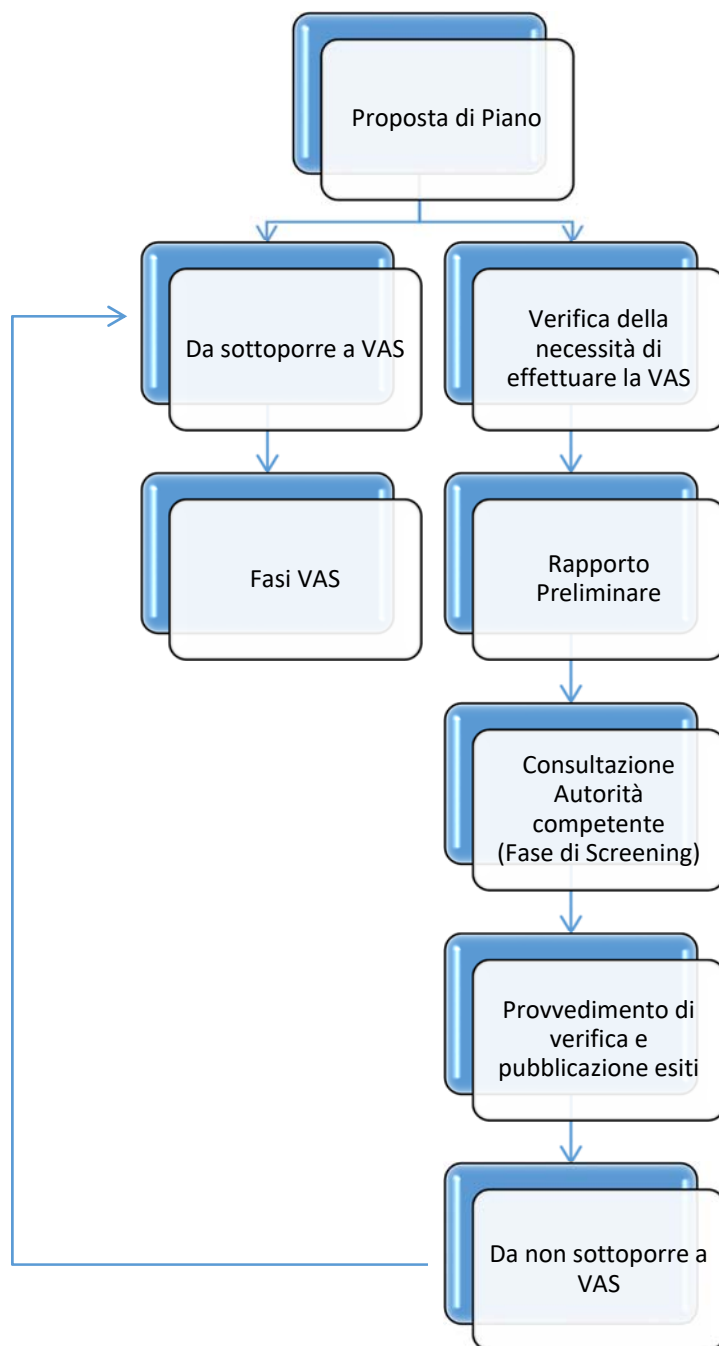 Proposta di Piano
Da sottoporre a VAS
Verifica della
necessità di
effettuare la VAS
Fasi VAS
Rapporto
Preliminare
Consultazione
Autorità
competente
(Fase di Screening)
Provvedimento di
verifica e
pubblicazione esiti
Da non sottoporre a
VAS